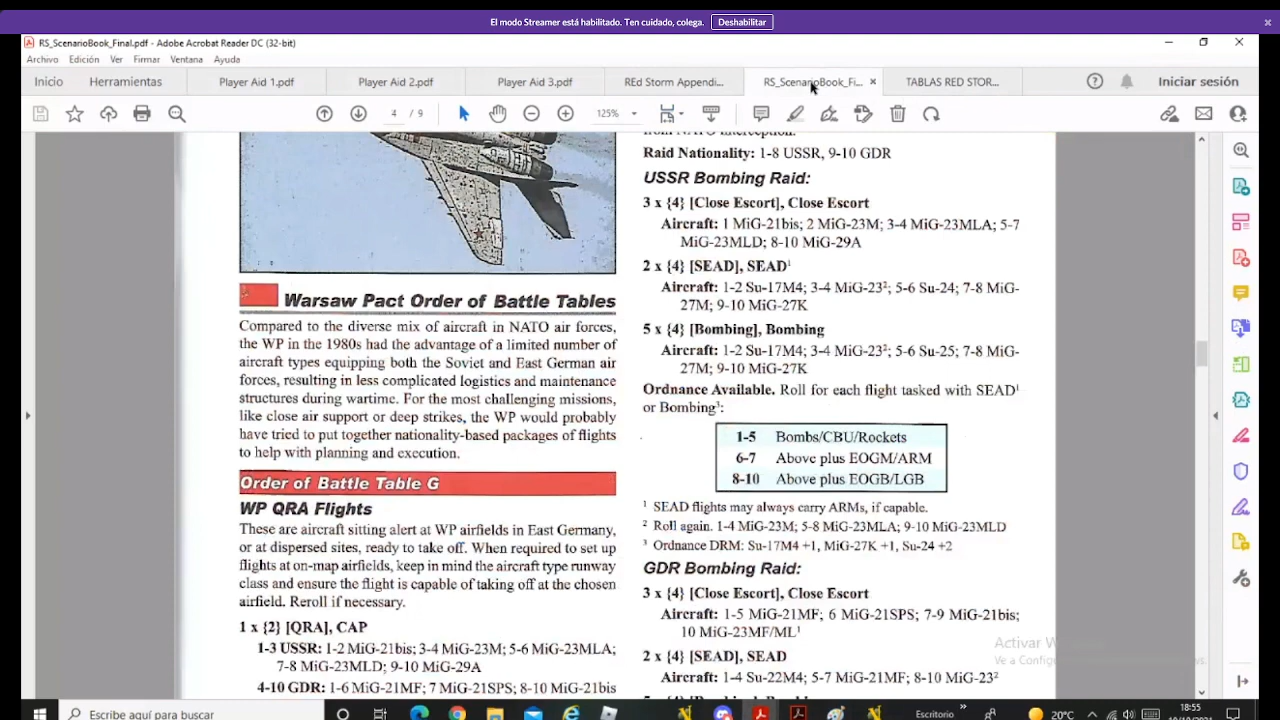 El modo Streamer está habilitado. Ten cuidado, colega. Deshabilitar
RS_ScenarioBook_Final.pdf - Adobe Acrobat Reader DC (32-bit)
Archivo Edición Ver Firmar Ventana Ayuda
Inicio Herramientas Player Aid 1.pdf Player Aid 2.pdf Player Aid 3.pdf REd Storm Appendi... RS_ScenarioBook_Fi... TABLAS RED STOR... Iniciar sesión
4 / 9 125%
Warsaw Pact Order of Battle Tables
Compared to the diverse mix of aircraft in NATO air forces,
the WP in the 1980s had the advantage of a limited number of
aircraft types equipping both the Soviet and East German air
forces, resulting in less complicated logistics and maintenance
structures during wartime. For the most challenging missions,
like close air support or deep strikes, the WP would probably
have tried to put together nationality-based packages of flights
to help with planning and execution.
Order of Battle Table G
WP QRA Flights
These are aircraft sitting alert at WP airfields in East Germany,
or at dispersed sites, ready to take off. When required to set up
flights at on-map airfields, keep in mind the aircraft type runway
class and ensure the flight is capable of taking off at the chosen
airfield. Reroll if necessary.
1 x {2} [QRA], CAP
1-3 USSR: 1-2 MiG-21bis; 3-4 MiG-23M; 5-6 MiG-23MLA;
7-8 MiG-23MLD; 9-10 MiG-29A
4-10 GDR: 1-6 MiG-21MF; 7 MiG-21SPS; 8-10 MiG-21bis
from NATO interception.
Raid Nationality: 1-8 USSR, 9-10 GDR
USSR Bombing Raid:
3 x {4} [Close Escort], Close Escort
Aircraft: 1 MiG-21bis; 2 MiG-23M; 3-4 MiG-23MLA; 5-7
MiG-23MLD; 8-10 MiG-29A
2 x {4} [SEAD], SEAD¹
Aircraft: 1-2 Su-17M4; 3-4 MiG-23²; 5-6 Su-24; 7-8 MiG-
27M; 9-10 MiG-27K
5 x {4} [Bombing], Bombing
Aircraft: 1-2 Su-17M4; 3-4 MiG-23²; 5-6 Su-25; 7-8 MiG-
27M; 9-10 MiG-27K
Ordnance Available. Roll for each flight tasked with SEAD¹
or Bombing³:
1-5 Bombs/CBU/Rockets
6-7 Above plus EOGM/ARM
8-10 Above plus EOGB/LGB
¹ SEAD flights may always carry ARMs, if capable.
² Roll again. 1-4 MiG-23M; 5-8 MiG-23MLA; 9-10 MiG-23MLD
³ Ordnance DRM: Su-17M4 +1, MiG-27K +1, Su-24 +2
GDR Bombing Raid:
3 x {4} [Close Escort], Close Escort
Aircraft: 1-5 MiG-21MF; 6 MiG-21SPS; 7-9 MiG-21bis;
10 MiG-23MF/ML¹
2 x {4} [SEAD], SEAD
Aircraft: 1-4 Su-22M4; 5-7 MiG-21MF; 8-10 MiG-23²
Activar
Ve a
Escribe aquí para buscar
Escritorio 20°C 18:55